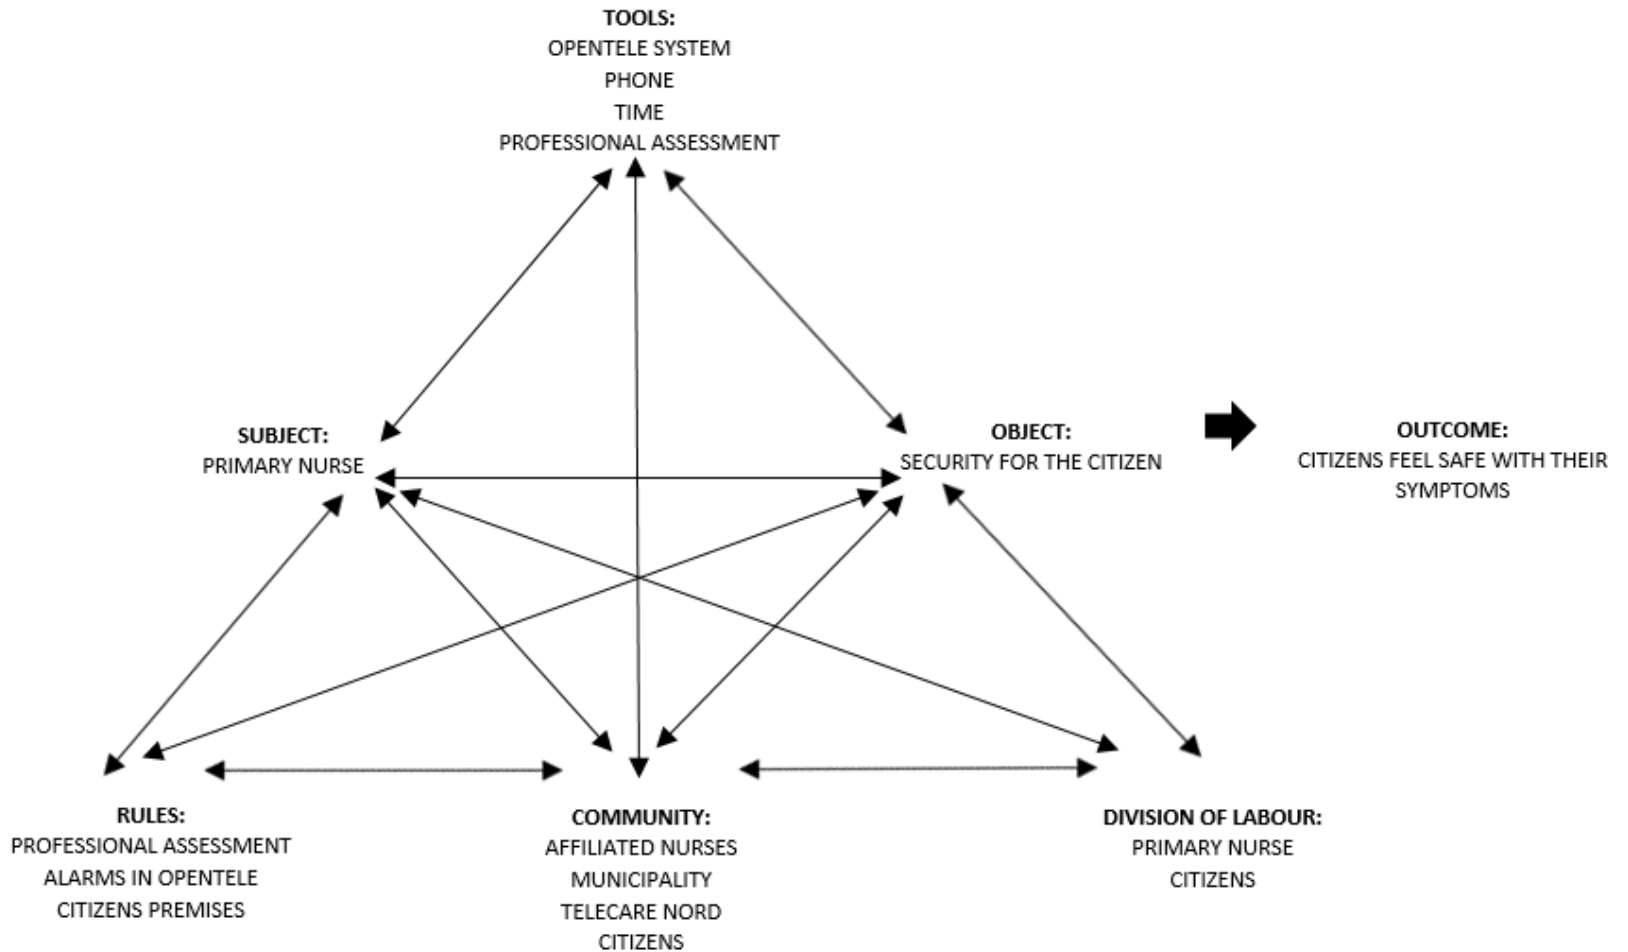 TOOLS:
OPENTELE SYSTEM
PHONE
TIME
PROFESSIONAL ASSESSMENT
SUBJECT:
PRIMARY NURSE
OBJECT:
SECURITY FOR THE CITIZEN
OUTCOME:
CITIZENS FEEL SAFE WITH THEIR
SYMPTOMS
RULES:
PROFESSIONAL ASSESSMENT
ALARMS IN OPENTELE
CITIZENS PREMISES
COMMUNITY:
AFFILIATED NURSES
MUNICIPALITY
TELECARE NORD
CITIZENS
DIVISION OF LABOUR:
PRIMARY NURSE
CITIZENS